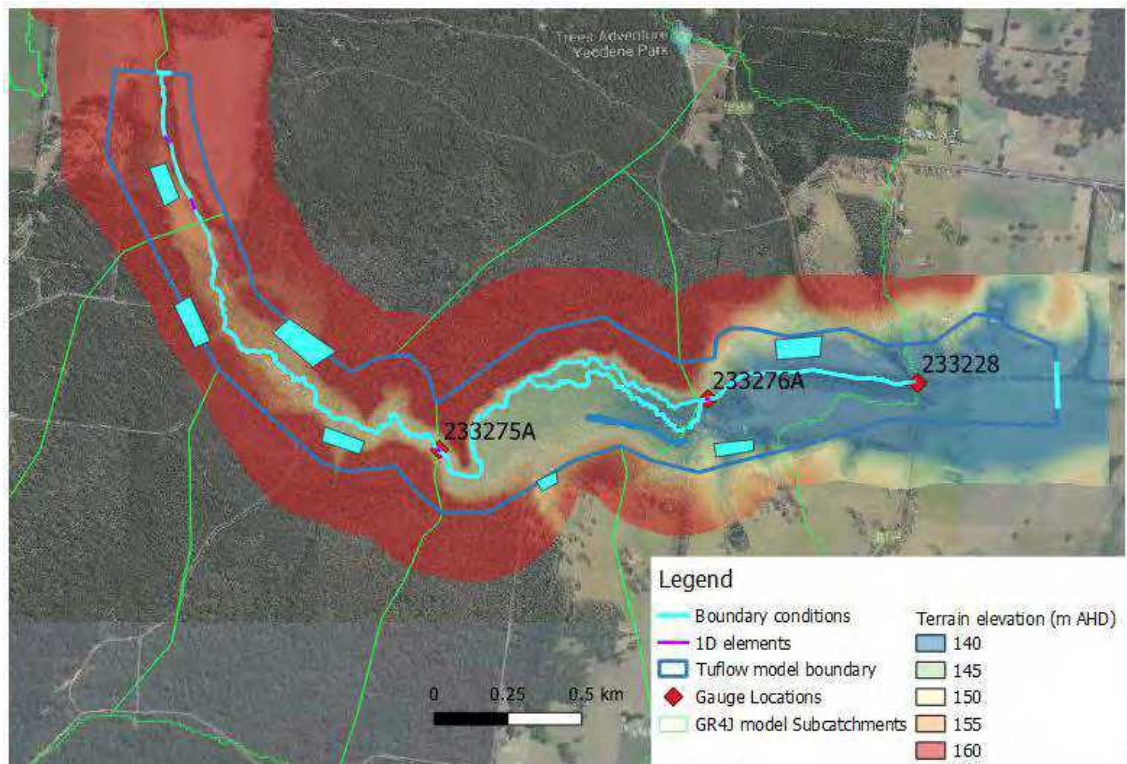 Trees Adventure
Yeodene Park
233275A
233276A
233228
Legend
Boundary conditions
1D elements
Tuflow model boundary
Gauge Locations
GR4J model Subcatchments
Terrain elevation (m AHD)
140
145
150
155
160
0 0.25 0.5 km